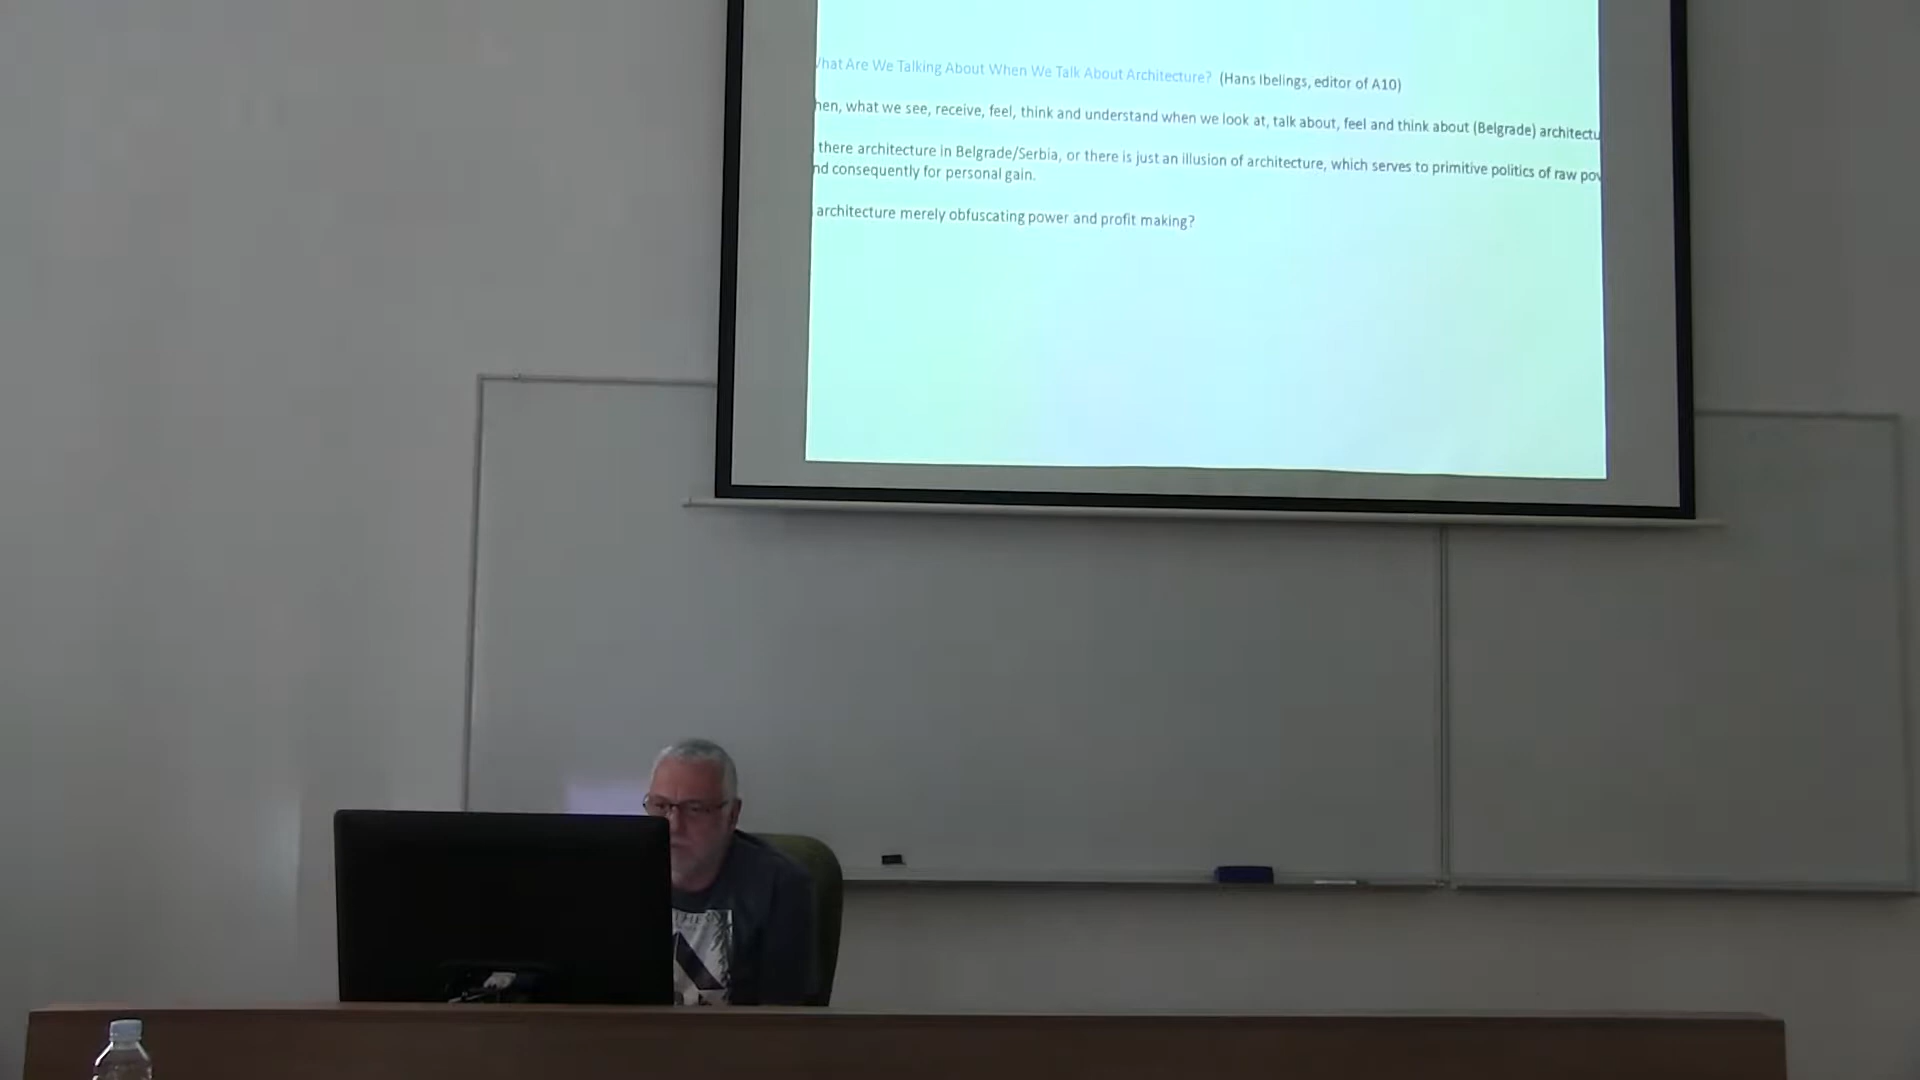 What Are We Talking About When We Talk About Architecture? (Hans Ibelings, editor of A10)
hen, what we see, receive, feel, think and understand when we look at, talk about, feel and think about (Belgrade) architectu
there architecture in Belgrade/Serbia, or there is just an illusion of architecture, which serves to primitive politics of raw pow
nd consequently for personal gain.
architecture merely obfuscating power and profit making?
THE